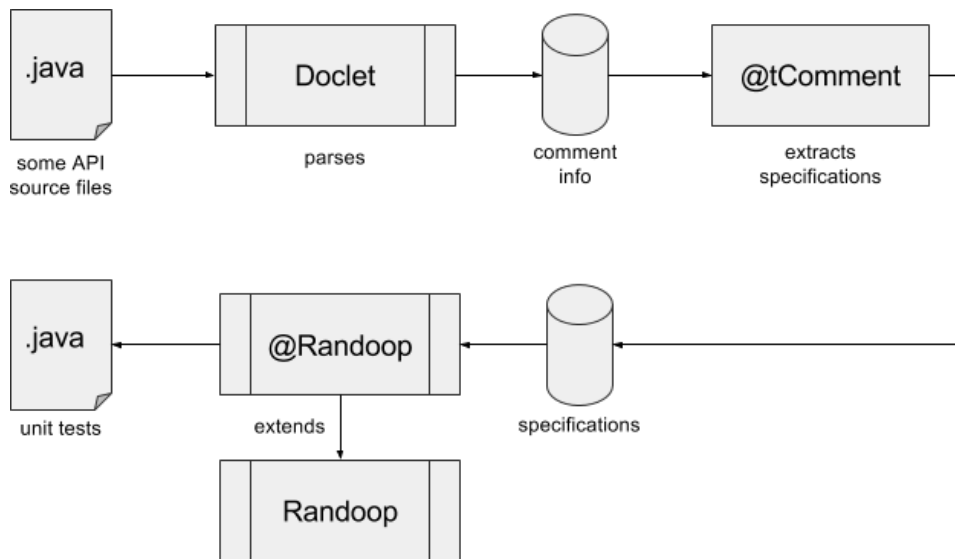 .java
Doclet
@tComment
some API
source files
parses
comment
info
extracts
specifications
.java
@Randoop
unit tests
extends
specifications
Randoop